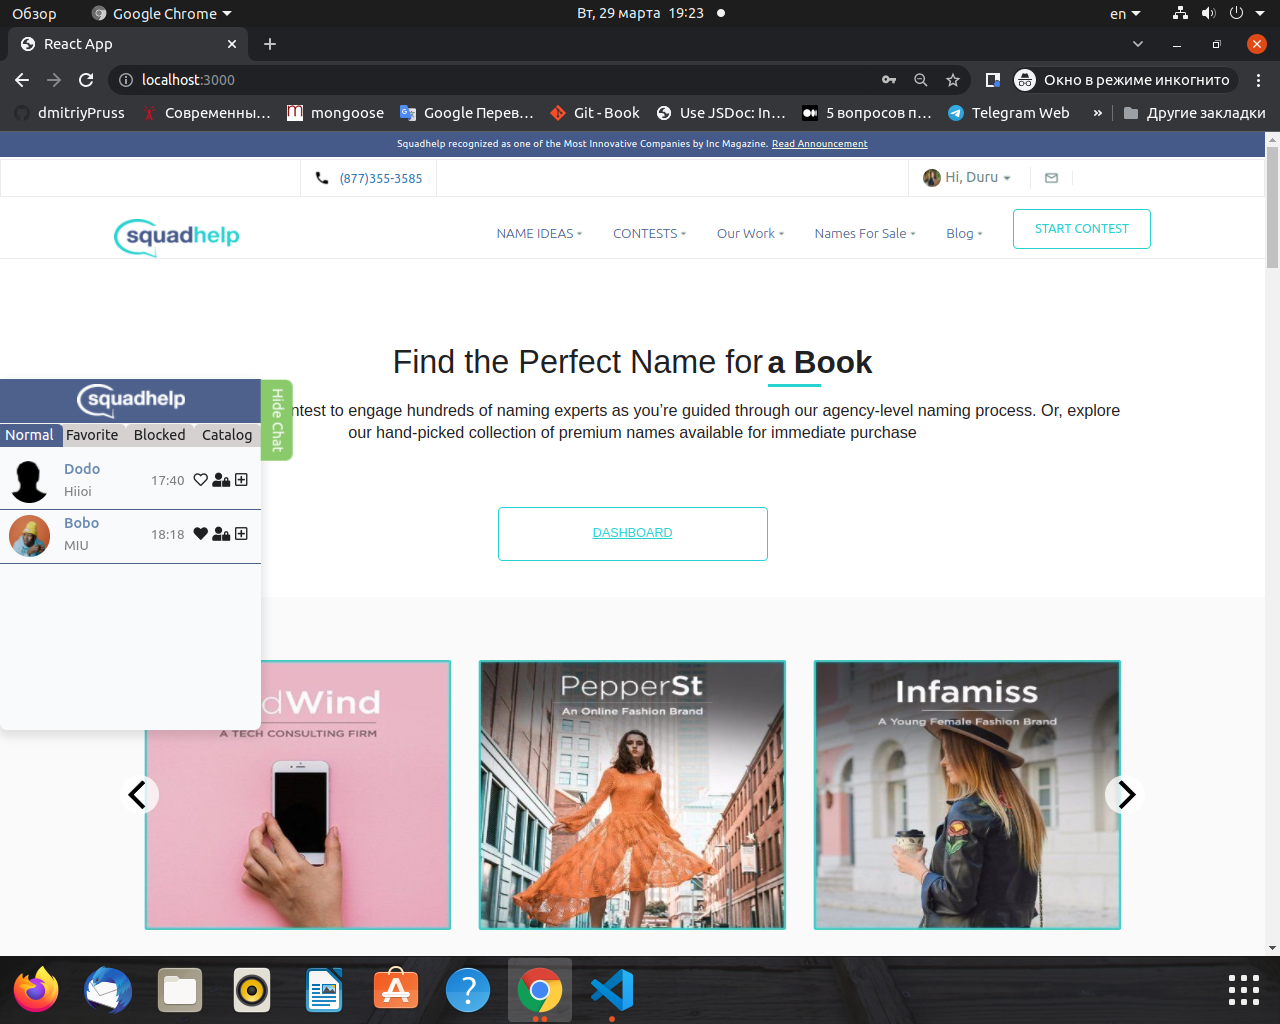 Обзор
Google Chrome
Вт, 29 марта 19:23
en
React App
localhost:3000
Окно в режиме инкогнито
dmitriyPruss
Современны...
mongoose
Google Перев...
Git - Book
Use JSDoc: In...
5 вопросов п...
Telegram Web
»
Другие закладки
Squadhelp recognized as one of the Most Innovative Companies by Inc Magazine. Read Announcement
(877)355-3585
Hi, Duru
squadhelp
NAME IDEAS
CONTESTS
Our Work
Names For Sale
Blog
START CONTEST
Find the Perfect Name for a Book
ntest to engage hundreds of naming experts as you’re guided through our agency-level naming process. Or, explore
our hand-picked collection of premium names available for immediate purchase
DASHBOARD
squadhelp
Hide Chat
Normal
Favorite
Blocked
Catalog
Dodo
Hiioi
17:40
Bobo
MIU
18:18
dWind
A TECH CONSULTING FIRM
PepperSt
An Online Fashion Brand
Infamiss
A Young Female Fashion Brand